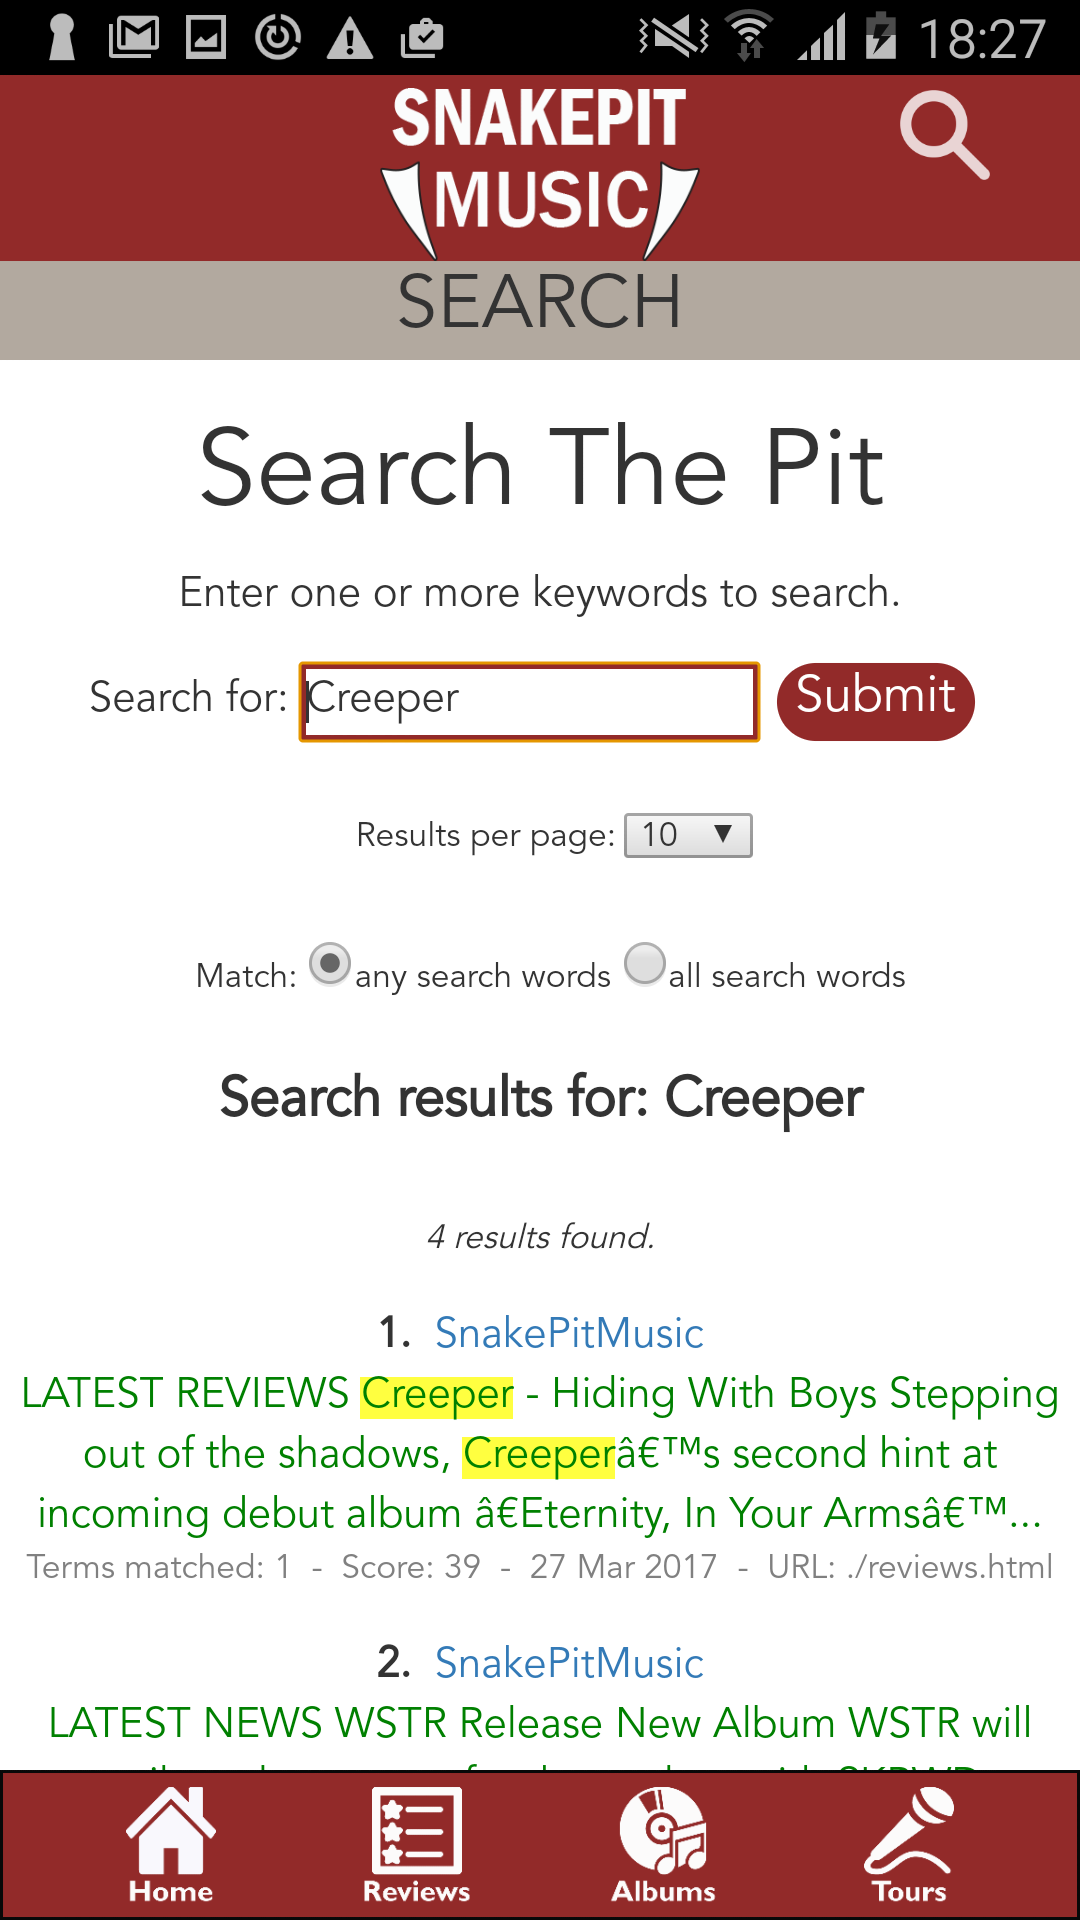 18:27
SNAKEPIT
MUSIC
SEARCH
Search The Pit
Enter one or more keywords to search.
Search for: Creeper Submit
Results per page: 10 ▼
Match: any search words all search words
Search results for: Creeper
4 results found.
1. SnakePitMusic
LATEST REVIEWS Creeper - Hiding With Boys Stepping
out of the shadows, Creeperâ€™s second hint at
incoming debut album â€Eternity, In Your Armsâ€™...
Terms matched: 1 - Score: 39 - 27 Mar 2017 - URL: ./reviews.html
2. SnakePitMusic
LATEST NEWS WSTR Release New Album WSTR will
Home Reviews Albums Tours